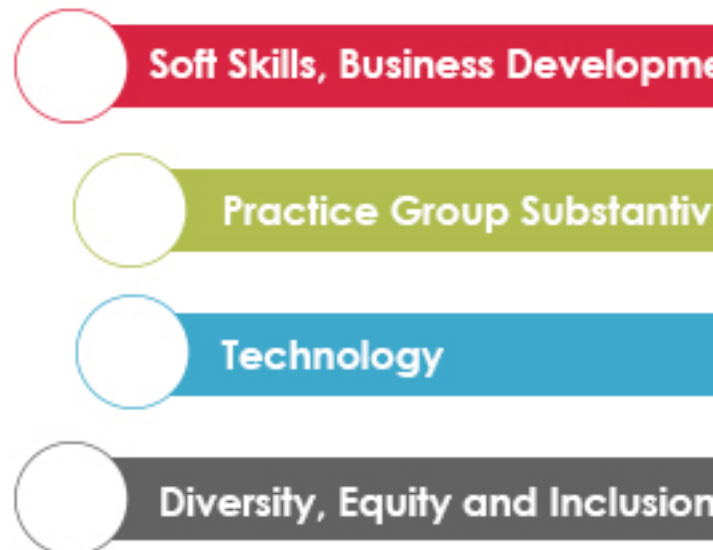 Soft Skills, Business Developme
Practice Group Substantiv
Technology
Diversity, Equity and Inclusion